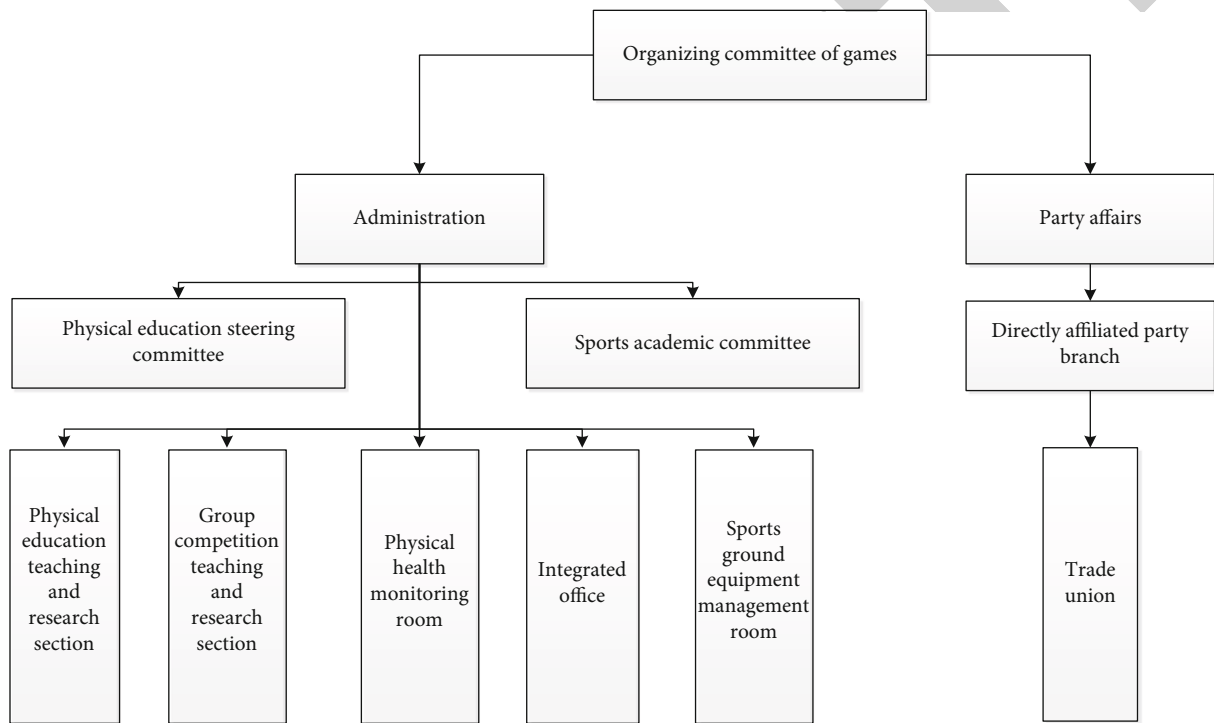 Organizing committee of games
Administration
Party affairs
Physical education steering
committee
Sports academic committee
Directly affiliated party
branch
Physical
education
teaching
and
research
section
Group
competition
teaching
and
research
section
Physical
health
monitoring
room
Integrated
office
Sports
ground
equipment
management
room
Trade
union